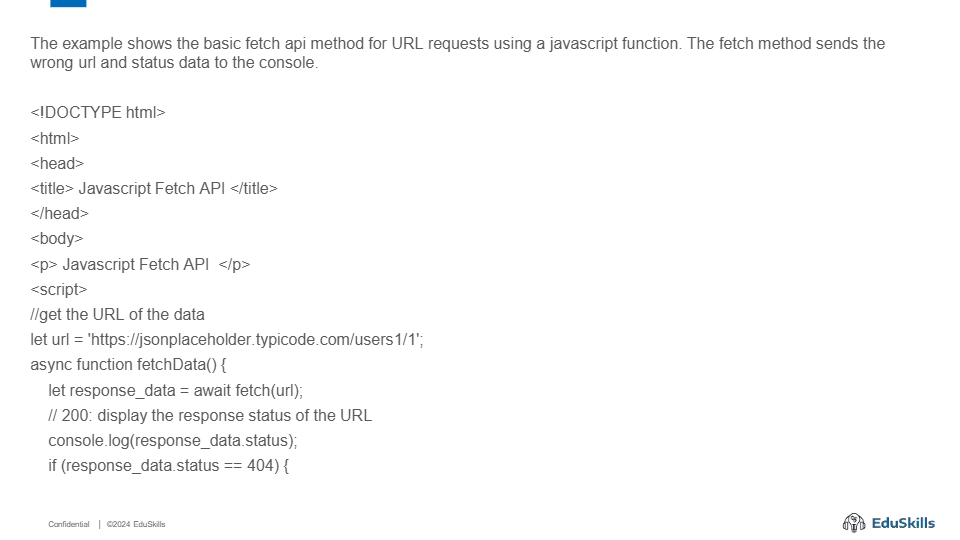 The example shows the basic fetch api method for URL requests using a javascript function. The fetch method sends the
wrong url and status data to the console.
<!DOCTYPE html>
<html>
<head>
<title> Javascript Fetch API </title>
</head>
<body>
<p> Javascript Fetch API  </p>
<script>
//get the URL of the data
let url = 'https://jsonplaceholder.typicode.com/users1/1';
async function fetchData() {
    let response_data = await fetch(url);
    // 200: display the response status of the URL
    console.log(response_data.status);
    if (response_data.status == 404) {
Confidential | ©2024 EduSkills
EduSkills